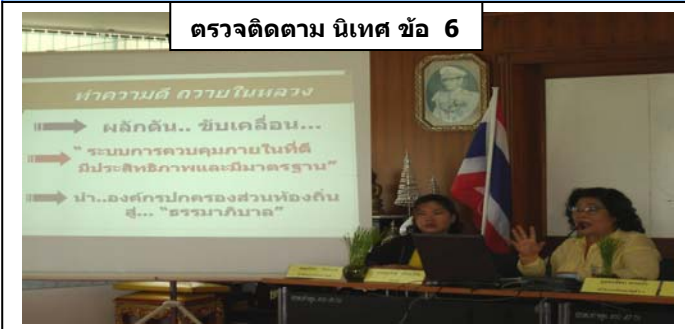 ตรวจติดตาม นิเทศ ข้อ 6
ทำความดี ถวายในหลวง
ผลักดัน.. ขับเคลื่อน...
“ ระบบการควบคุมภายในที่ดี
มีประสิทธิภาพและมีมาตรฐาน”
นำ..องค์กรปกครองส่วนท้องถิ่น
สู่... “ธรรมาภิบาล”